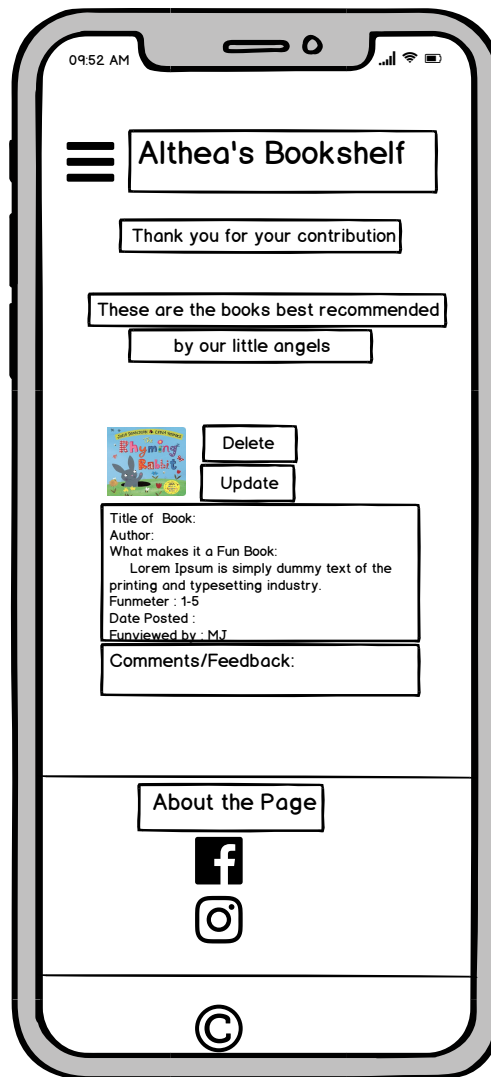 09:52 AM
Althea's Bookshelf
Thank you for your contribution
These are the books best recommended
by our little angels
Rhyming
Rabbit
Delete
Update
Title of Book:
Author:
What makes it a Fun Book:
Lorem Ipsum is simply dummy text of the
printing and typesetting industry.
Funmeter : 1-5
Date Posted :
Funviewed by : MJ
Comments/Feedback:
About the Page
©